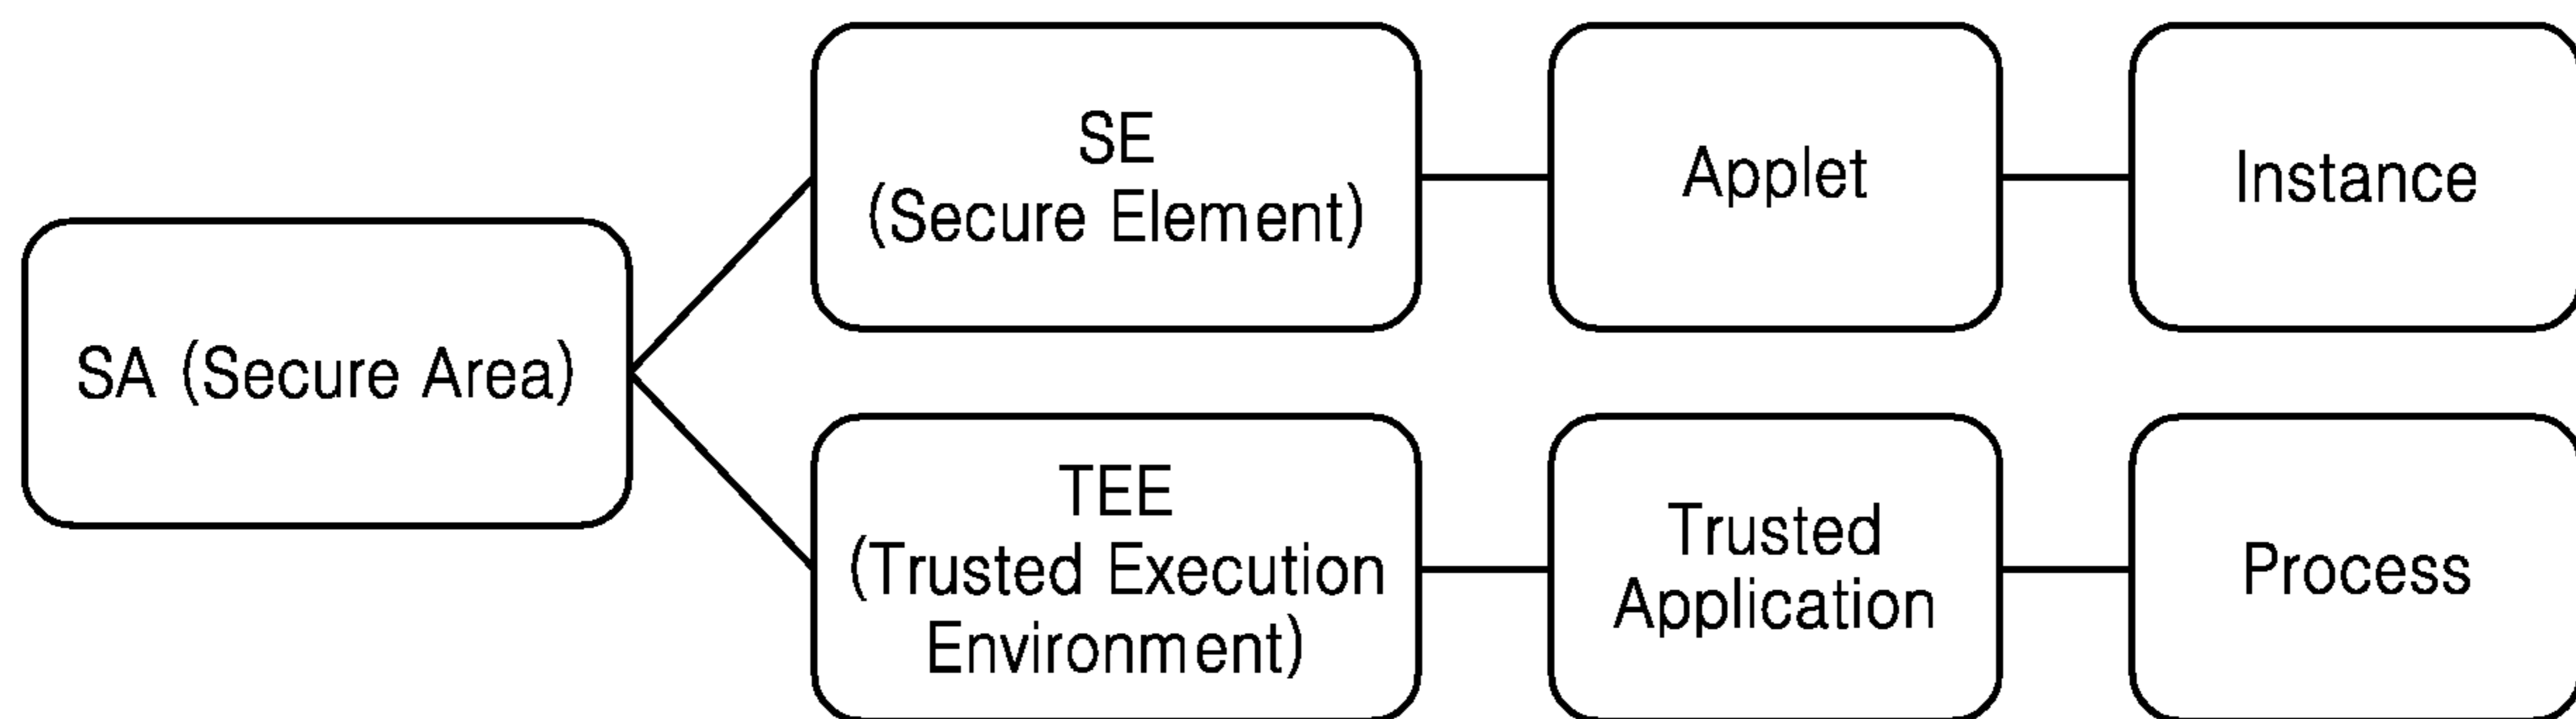 SA (Secure Area)
SE
(Secure Element)
Applet
Instance
TEE
(Trusted Execution
Environment)
Trusted
Application
Process